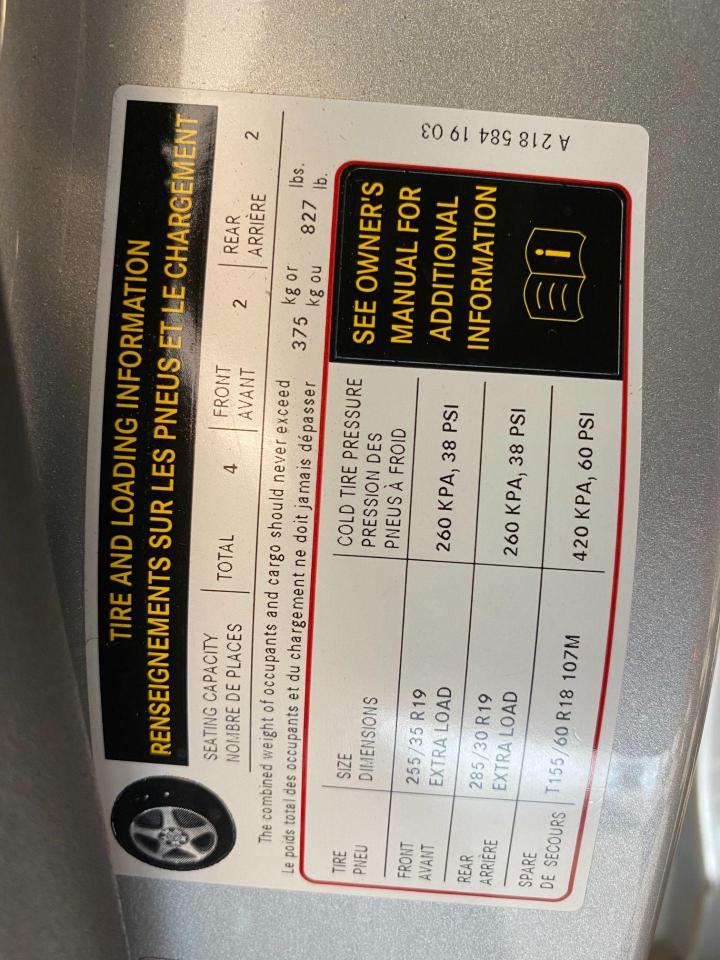 TIRE AND LOADING INFORMATION
RENSEIGNEMENTS SUR LES PNEUS ET LE CHARGEMENT
SEATING CAPACITY
NOMBRE DE PLACES
TOTAL 4
FRONT
AVANT
2
REAR
ARRIÈRE
2
The combined weight of occupants and cargo should never exceed 375 kg or 827 lbs.
Le poids total des occupants et du chargement ne doit jamais dépasser kg ou lb.
TIRE
PNEU
SIZE
DIMENSIONS
COLD TIRE PRESSURE
PRESSION DES
PNEUS À FROID
FRONT
AVANT
255/35 R19
EXTRA LOAD
260 KPA, 38 PSI
REAR
ARRIÈRE
285/30 R19
EXTRA LOAD
260 KPA, 38 PSI
SPARE
DE SECOURS
T155/60 R18 107M
420 KPA, 60 PSI
SEE OWNER'S
MANUAL FOR
ADDITIONAL
INFORMATION
i
A 218 584 19 03